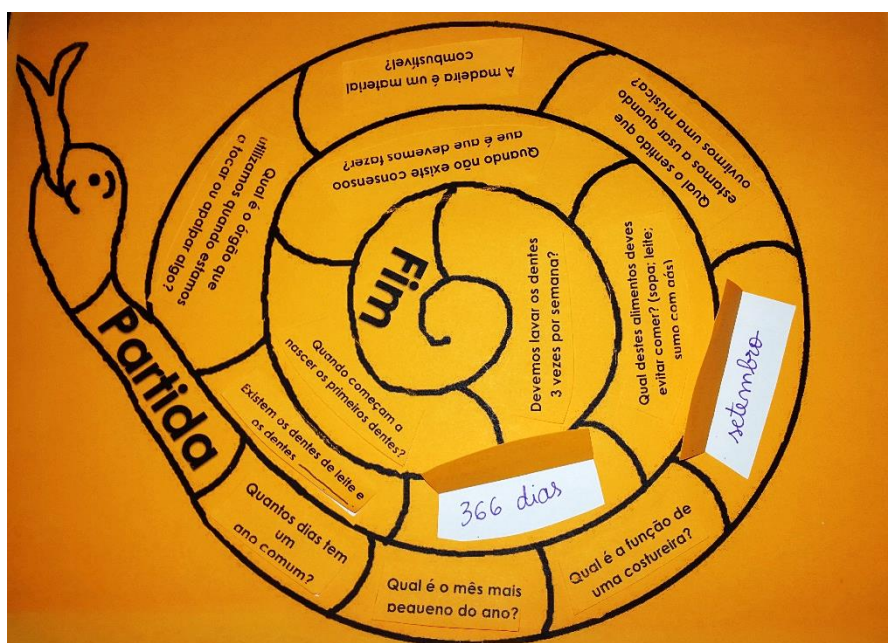 Partida
Quantos dias tem
um
ano comum?
Qual é o mês mais
pequeno do ano?
Qual é a função de
uma costureira?
setembro
Qual o sentido que
estamos a usar quando
ouvirmos uma música?
A madeira é um material
combustível?
Qual é o órgão que
utilizamos quando estamos
a tocar ou apalpar algo?
Existem os dentes de leite e
os dentes ________
366 dias
Qual destes alimentos deves
evitar comer? (sopa; leite;
sumo com gás)
Quando não existe consenso
que é que devemos fazer?
Quando começam a
nascer os primeiros dentes?
Devemos lavar os dentes
3 vezes por semana?
Fim